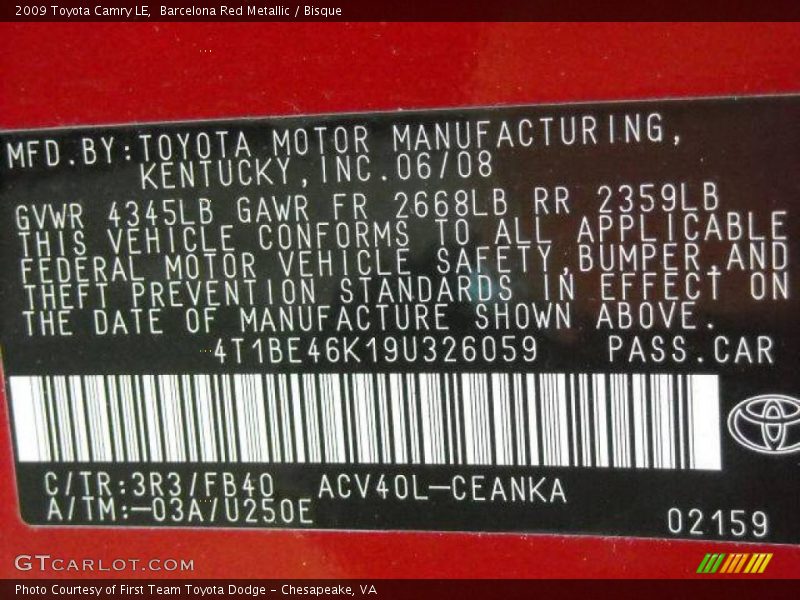 2009 Toyota Camry LE,  Barcelona Red Metallic / Bisque
MFD.BY:TOYOTA MOTOR MANUFACTURING,
KENTUCKY,INC.06/08
GVWR 4345LB GAWR FR 2668LB RR 2359LB
THIS VEHICLE CONFORMS TO ALL APPLICABLE
FEDERAL MOTOR VEHICLE SAFETY,BUMPER,AND
THEFT PREVENTION STANDARDS IN EFFECT ON
THE DATE OF MANUFACTURE SHOWN ABOVE.
4T1BE46K19U326059 PASS.CAR
C/TR:3R3/FB40 ACV40L-CEANKA
A/TM:-03A/U250E
02159
GTCARLOT.COM
Photo Courtesy of First Team Toyota Dodge - Chesapeake, VA